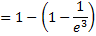 = 1 − (1 − 1/e³)